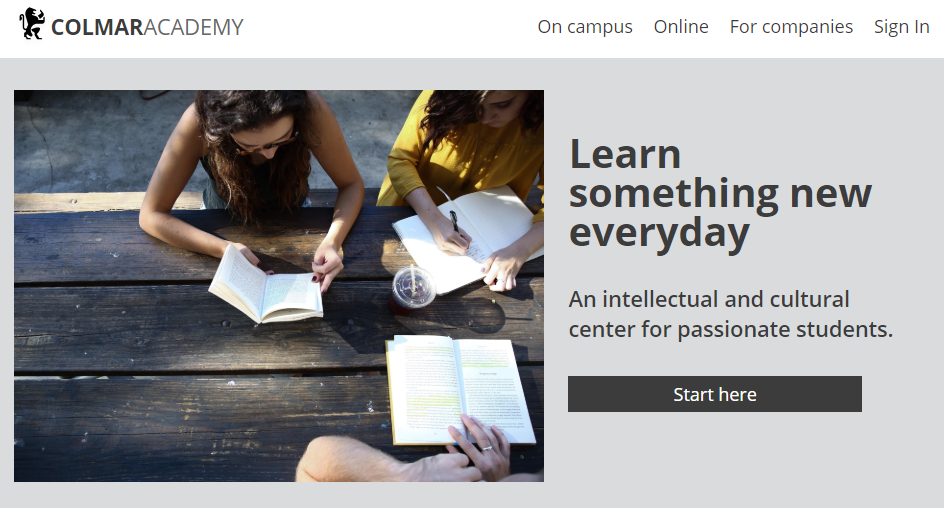 COLMARACADEMY
On campus Online For companies Sign In
Learn
something new
everyday
An intellectual and cultural
center for passionate students.
Start here